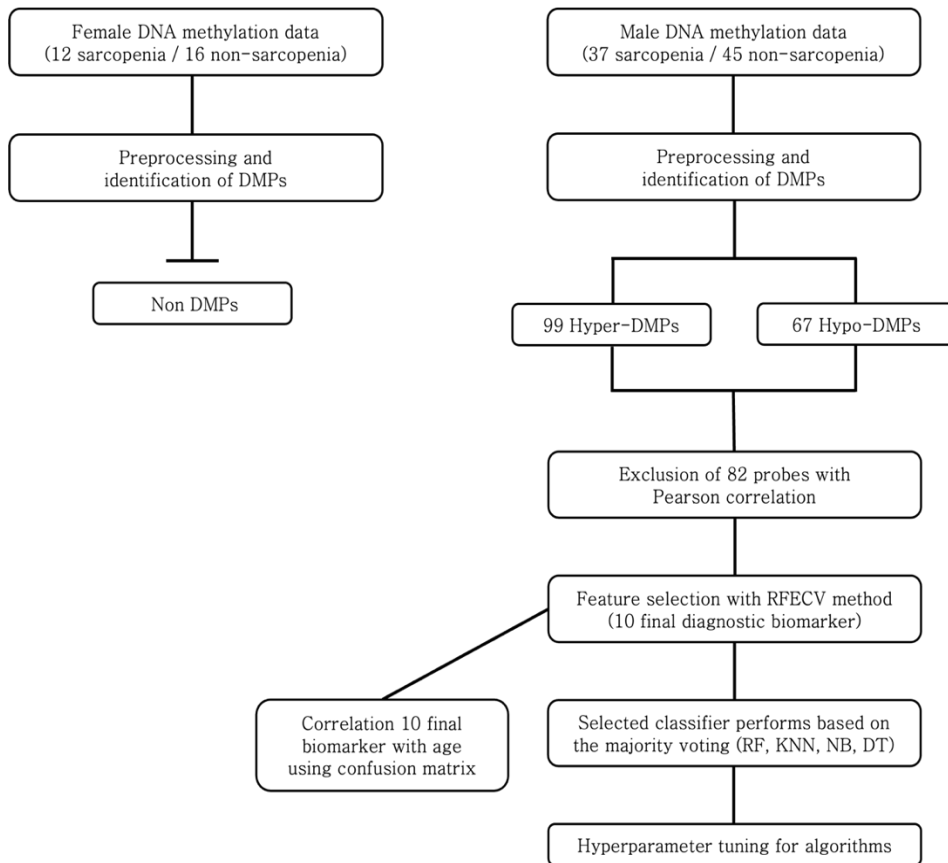 Female DNA methylation data
(12 sarcopenia / 16 non-sarcopenia)
Preprocessing and
identification of DMPs
Non DMPs
Male DNA methylation data
(37 sarcopenia / 45 non-sarcopenia)
Preprocessing and
identification of DMPs
99 Hyper-DMPs
67 Hypo-DMPs
Exclusion of 82 probes with
Pearson correlation
Feature selection with RFECV method
(10 final diagnostic biomarker)
Correlation 10 final
biomarker with age
using confusion matrix
Selected classifier performs based on
the majority voting (RF, KNN, NB, DT)
Hyperparameter tuning for algorithms